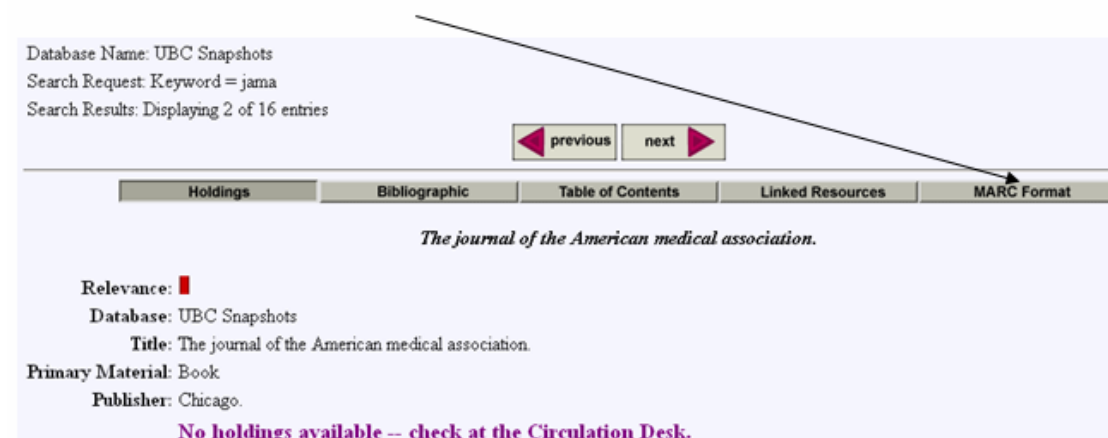 Database Name: UBC Snapshots
Search Request: Keyword = jama
Search Results: Displaying 2 of 16 entries
previous next
Holdings Bibliographic Table of Contents Linked Resources MARC Format
The journal of the American medical association.
Relevance:
Database: UBC Snapshots
Title: The journal of the American medical association.
Primary Material: Book
Publisher: Chicago.
No holdings available -- check at the Circulation Desk.